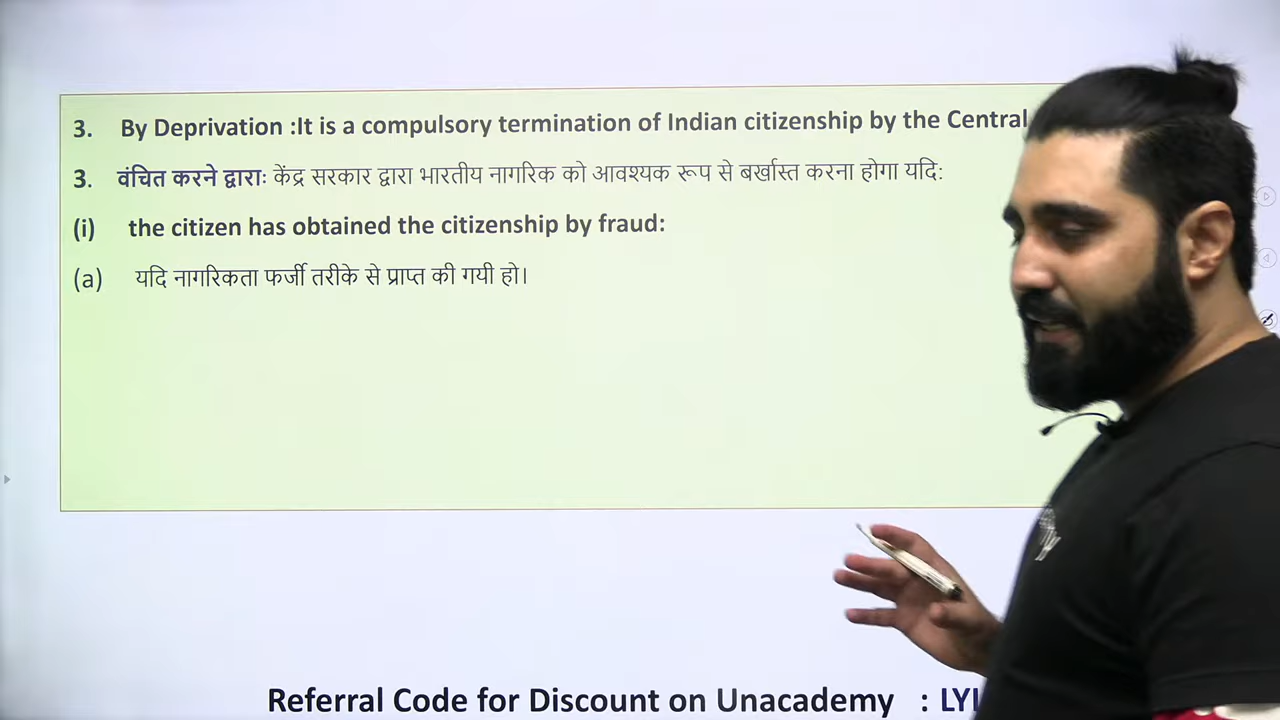 3. By Deprivation :It is a compulsory termination of Indian citizenship by the Central
3. वंचित करने द्वाराः केंद्र सरकार द्वारा भारतीय नागरिक को आवश्यक रूप से बर्खास्त करना होगा यदि:
(i) the citizen has obtained the citizenship by fraud:
(a) यदि नागरिकता फर्जी तरीके से प्राप्त की गयी हो।
Referral Code for Discount on Unacademy : LYI